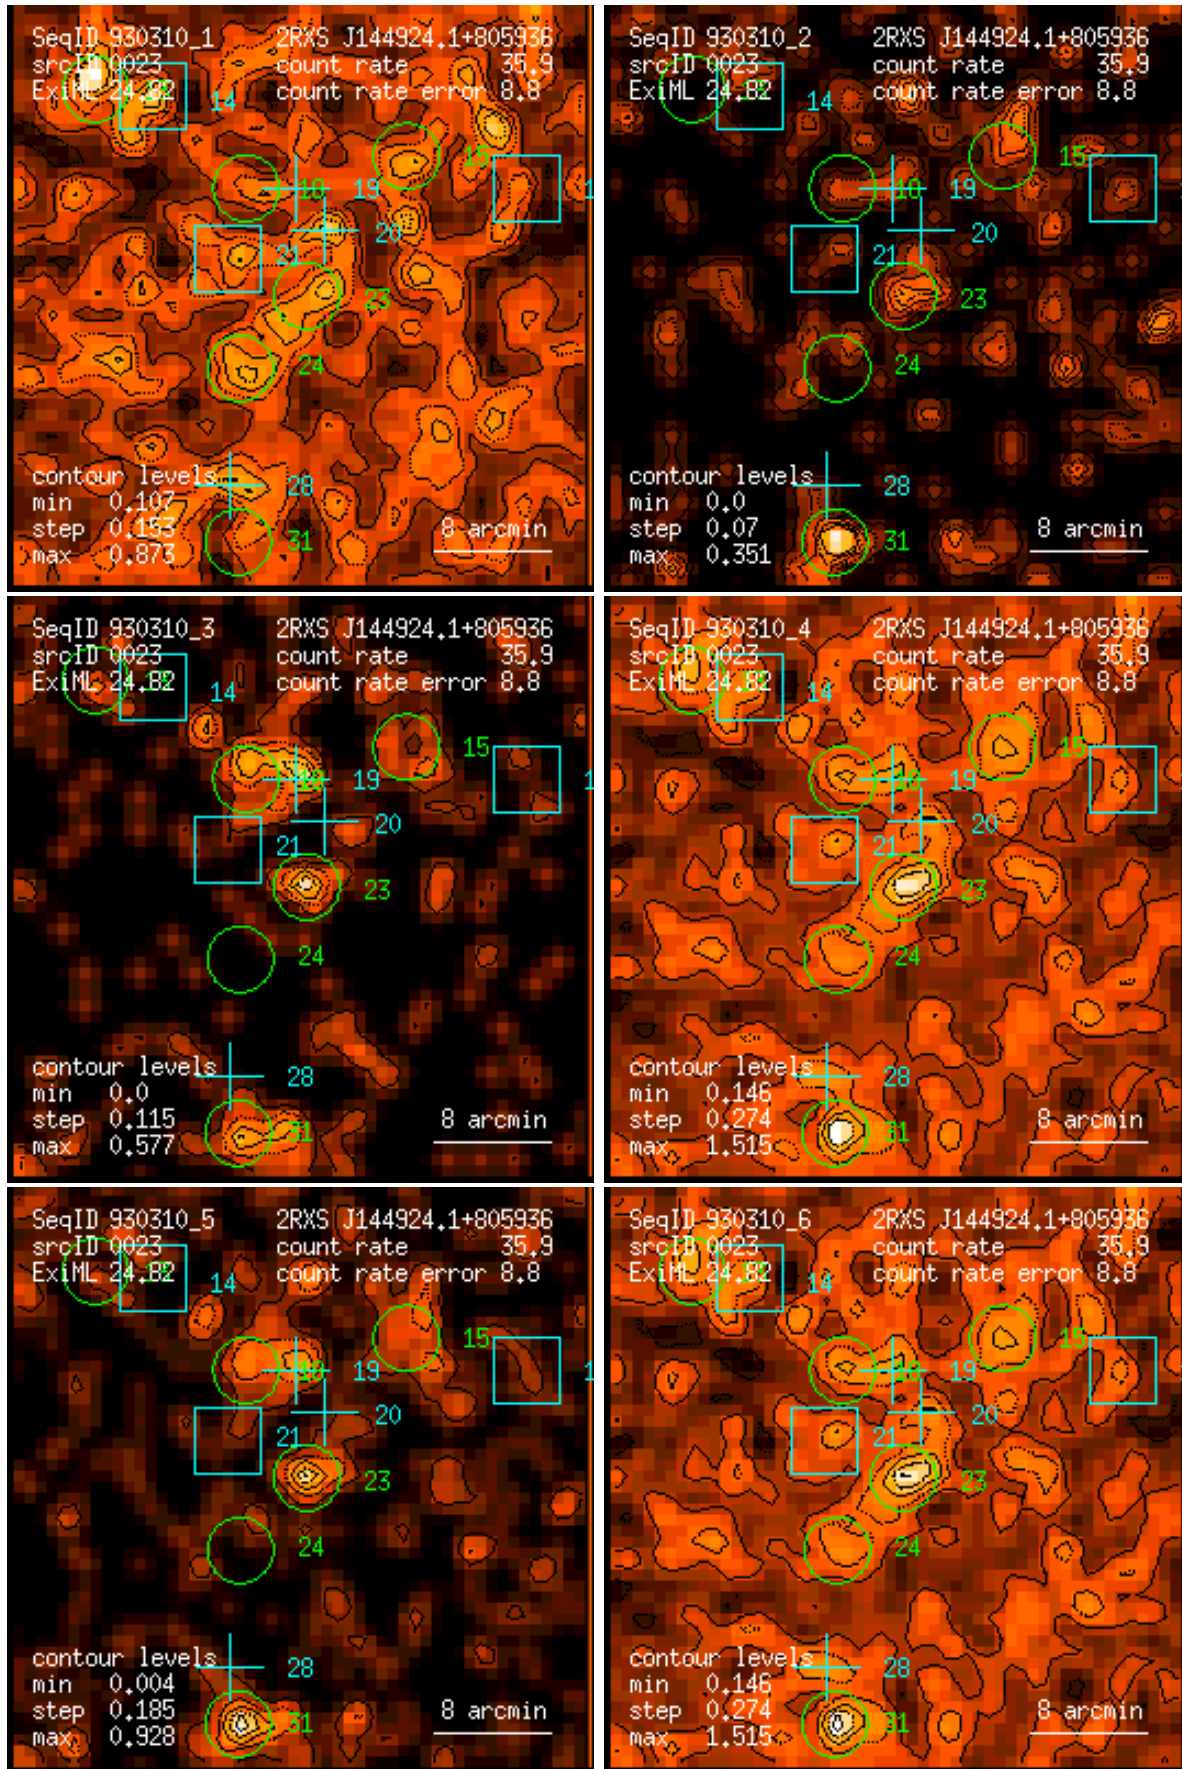 SeqID 930310_1 2RXS J144924.1+805936
srcID 0023 count rate 35.9
ExiML 24.82 count rate error 8.8
14
15
19
20
21
23
24
contour levels
28
min 0.107
step 0.153 8 arcmin
31
max 0.873
SeqID 930310_2 2RXS J144924.1+805936
srcID 0023 count rate 35.9
ExiML 24.82 count rate error 8.8
14
15
19
20
21
23
24
contour levels
28
min 0.0
step 0.07 8 arcmin
31
max 0.351
SeqID 930310_3 2RXS J144924.1+805936
srcID 0023 count rate 35.9
ExiML 24.82 count rate error 8.8
14
15
19
20
21
23
24
contour levels
28
min 0.0
step 0.115 8 arcmin
31
max 0.577
SeqID 930310_4 2RXS J144924.1+805936
srcID 0023 count rate 35.9
ExiML 24.82 count rate error 8.8
14
15
19
20
21
23
24
contour levels
28
min 0.146
step 0.274 8 arcmin
31
max 1.515
SeqID 930310_5 2RXS J144924.1+805936
srcID 0023 count rate 35.9
ExiML 24.82 count rate error 8.8
14
15
19
20
21
23
24
contour levels
28
min 0.004
step 0.185 8 arcmin
31
max 0.928
SeqID 930310_6 2RXS J144924.1+805936
srcID 0023 count rate 35.9
ExiML 24.82 count rate error 8.8
14
15
19
20
21
23
24
contour levels
28
min 0.146
step 0.274 8 arcmin
31
max 1.515